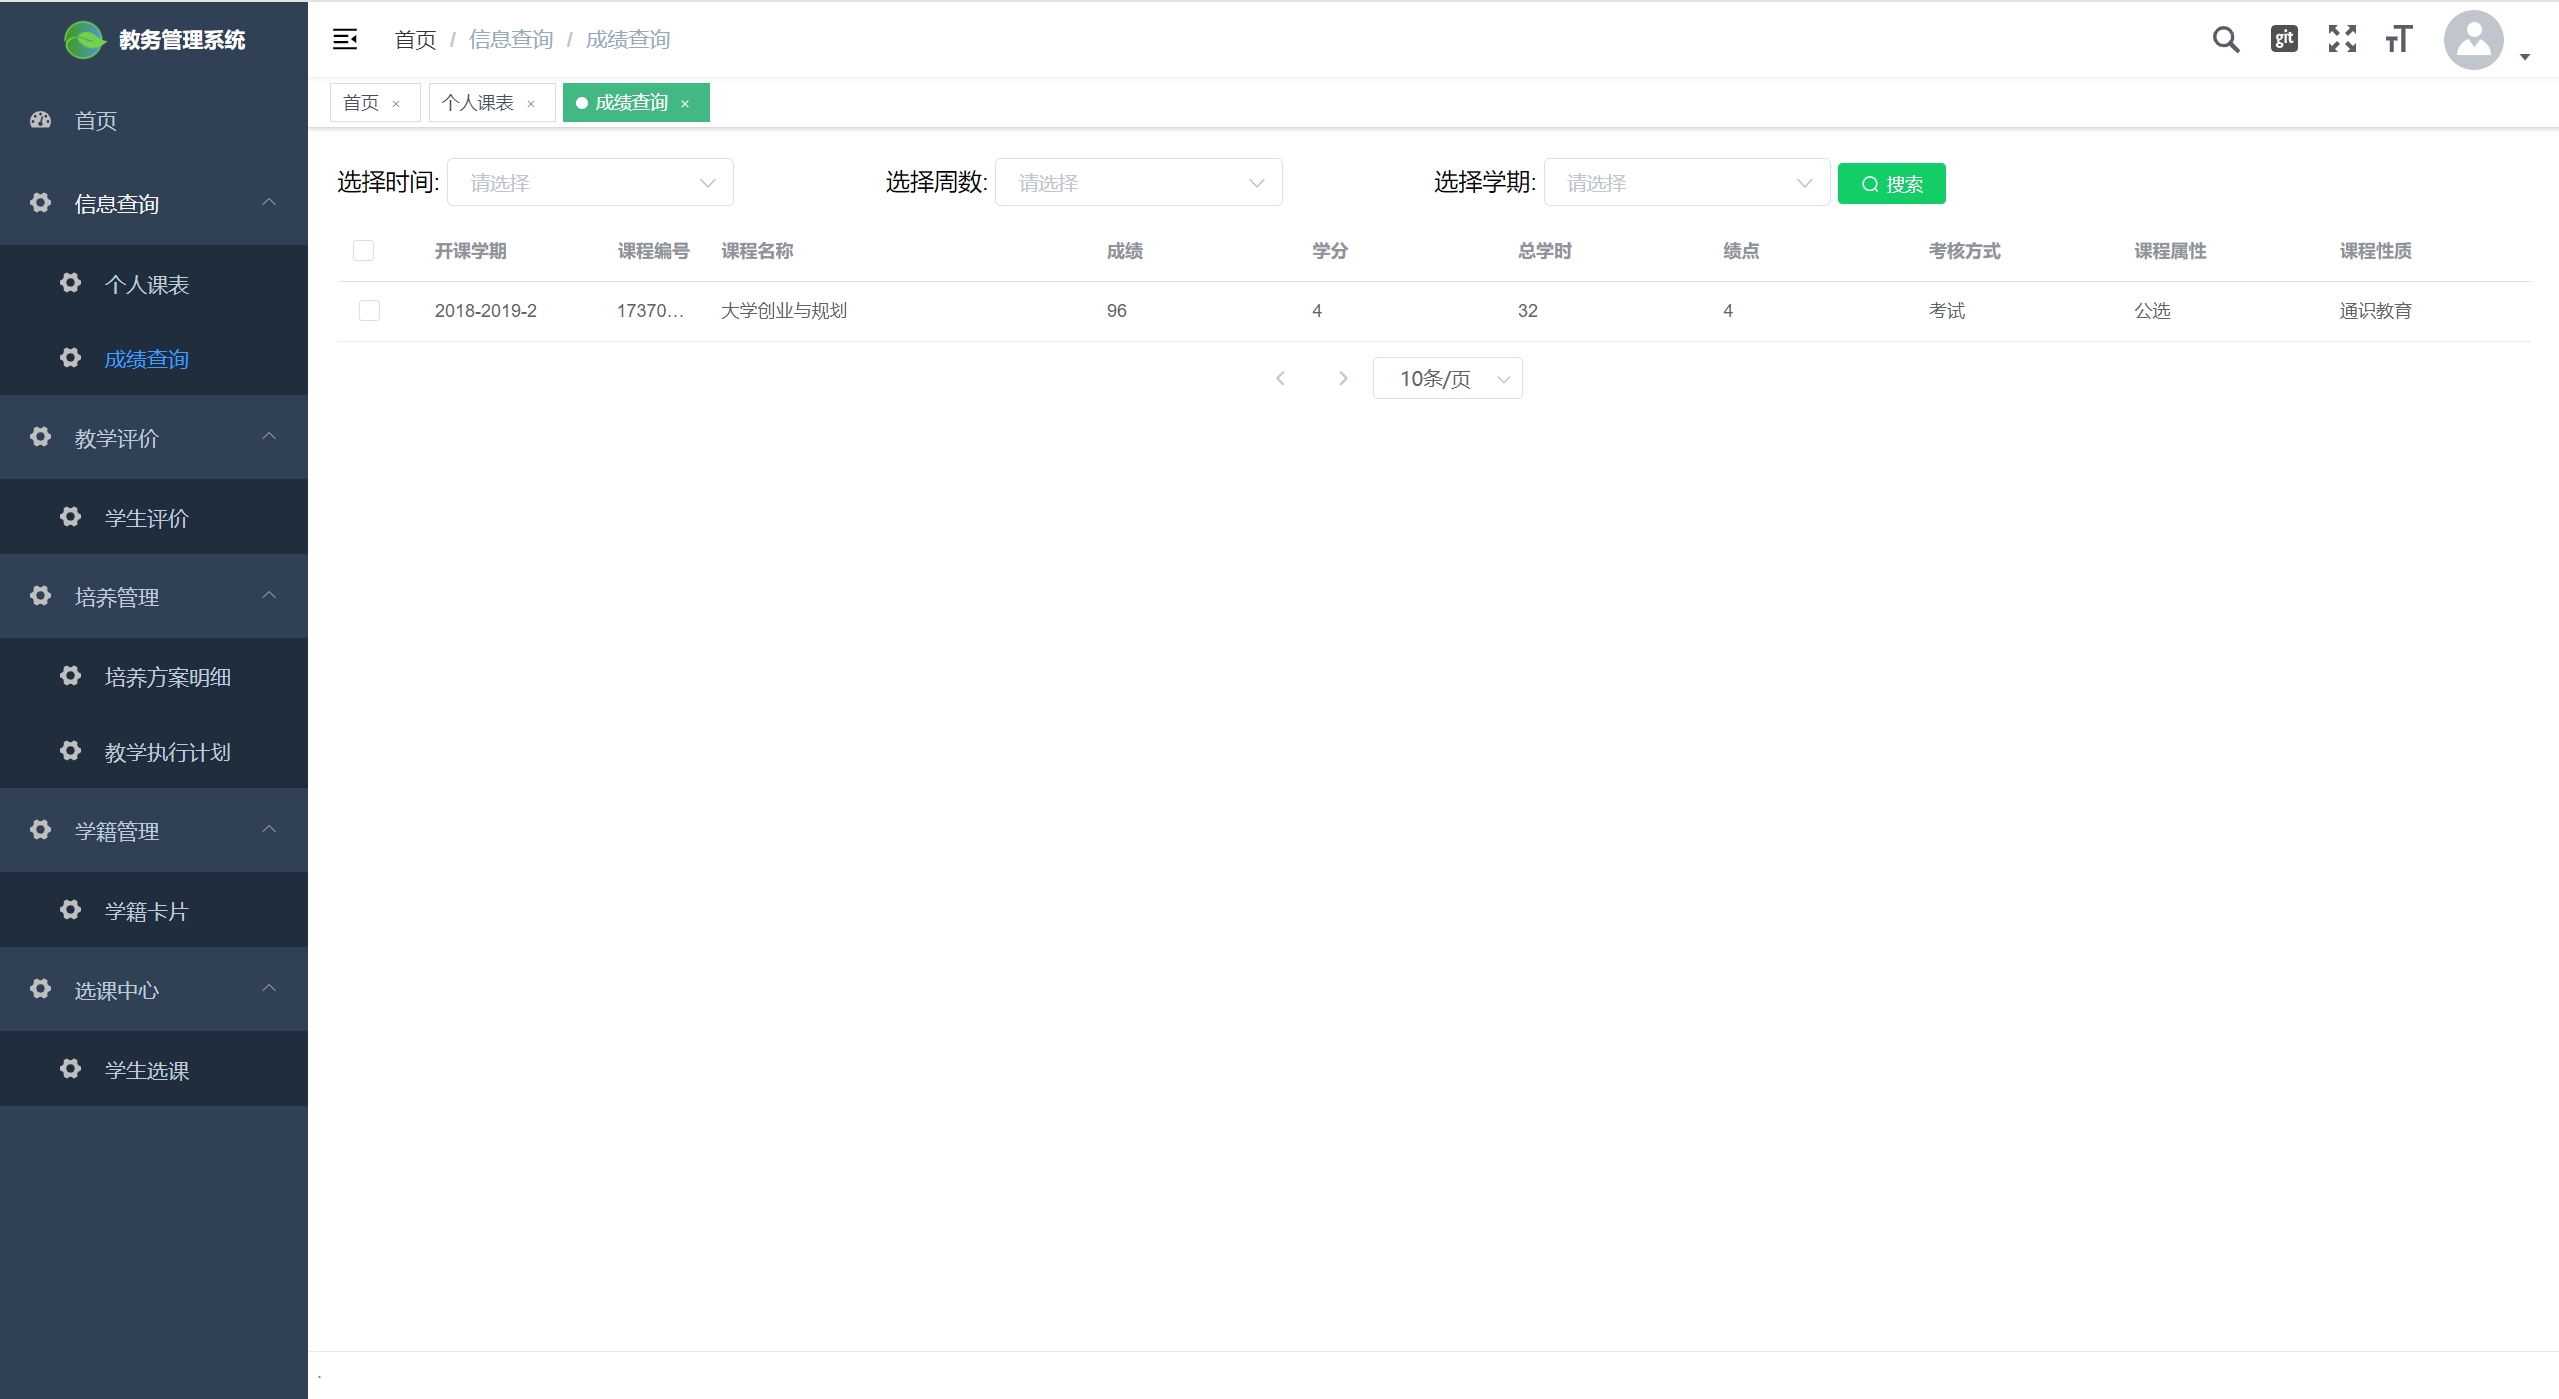 教务管理系统
首页
信息查询
个人课表
成绩查询
教学评价
学生评价
培养管理
培养方案明细
教学执行计划
学籍管理
学籍卡片
选课中心
学生选课
首页 / 信息查询 / 成绩查询
git
首页 × 个人课表 × 成绩查询 ×
选择时间: 请选择 选择周数: 请选择 选择学期: 请选择 搜索
开课学期 课程编号 课程名称 成绩 学分 总学时 绩点 考核方式 课程属性 课程性质
2018-2019-2 17370... 大学创业与规划 96 4 32 4 考试 公选 通识教育
10条/页